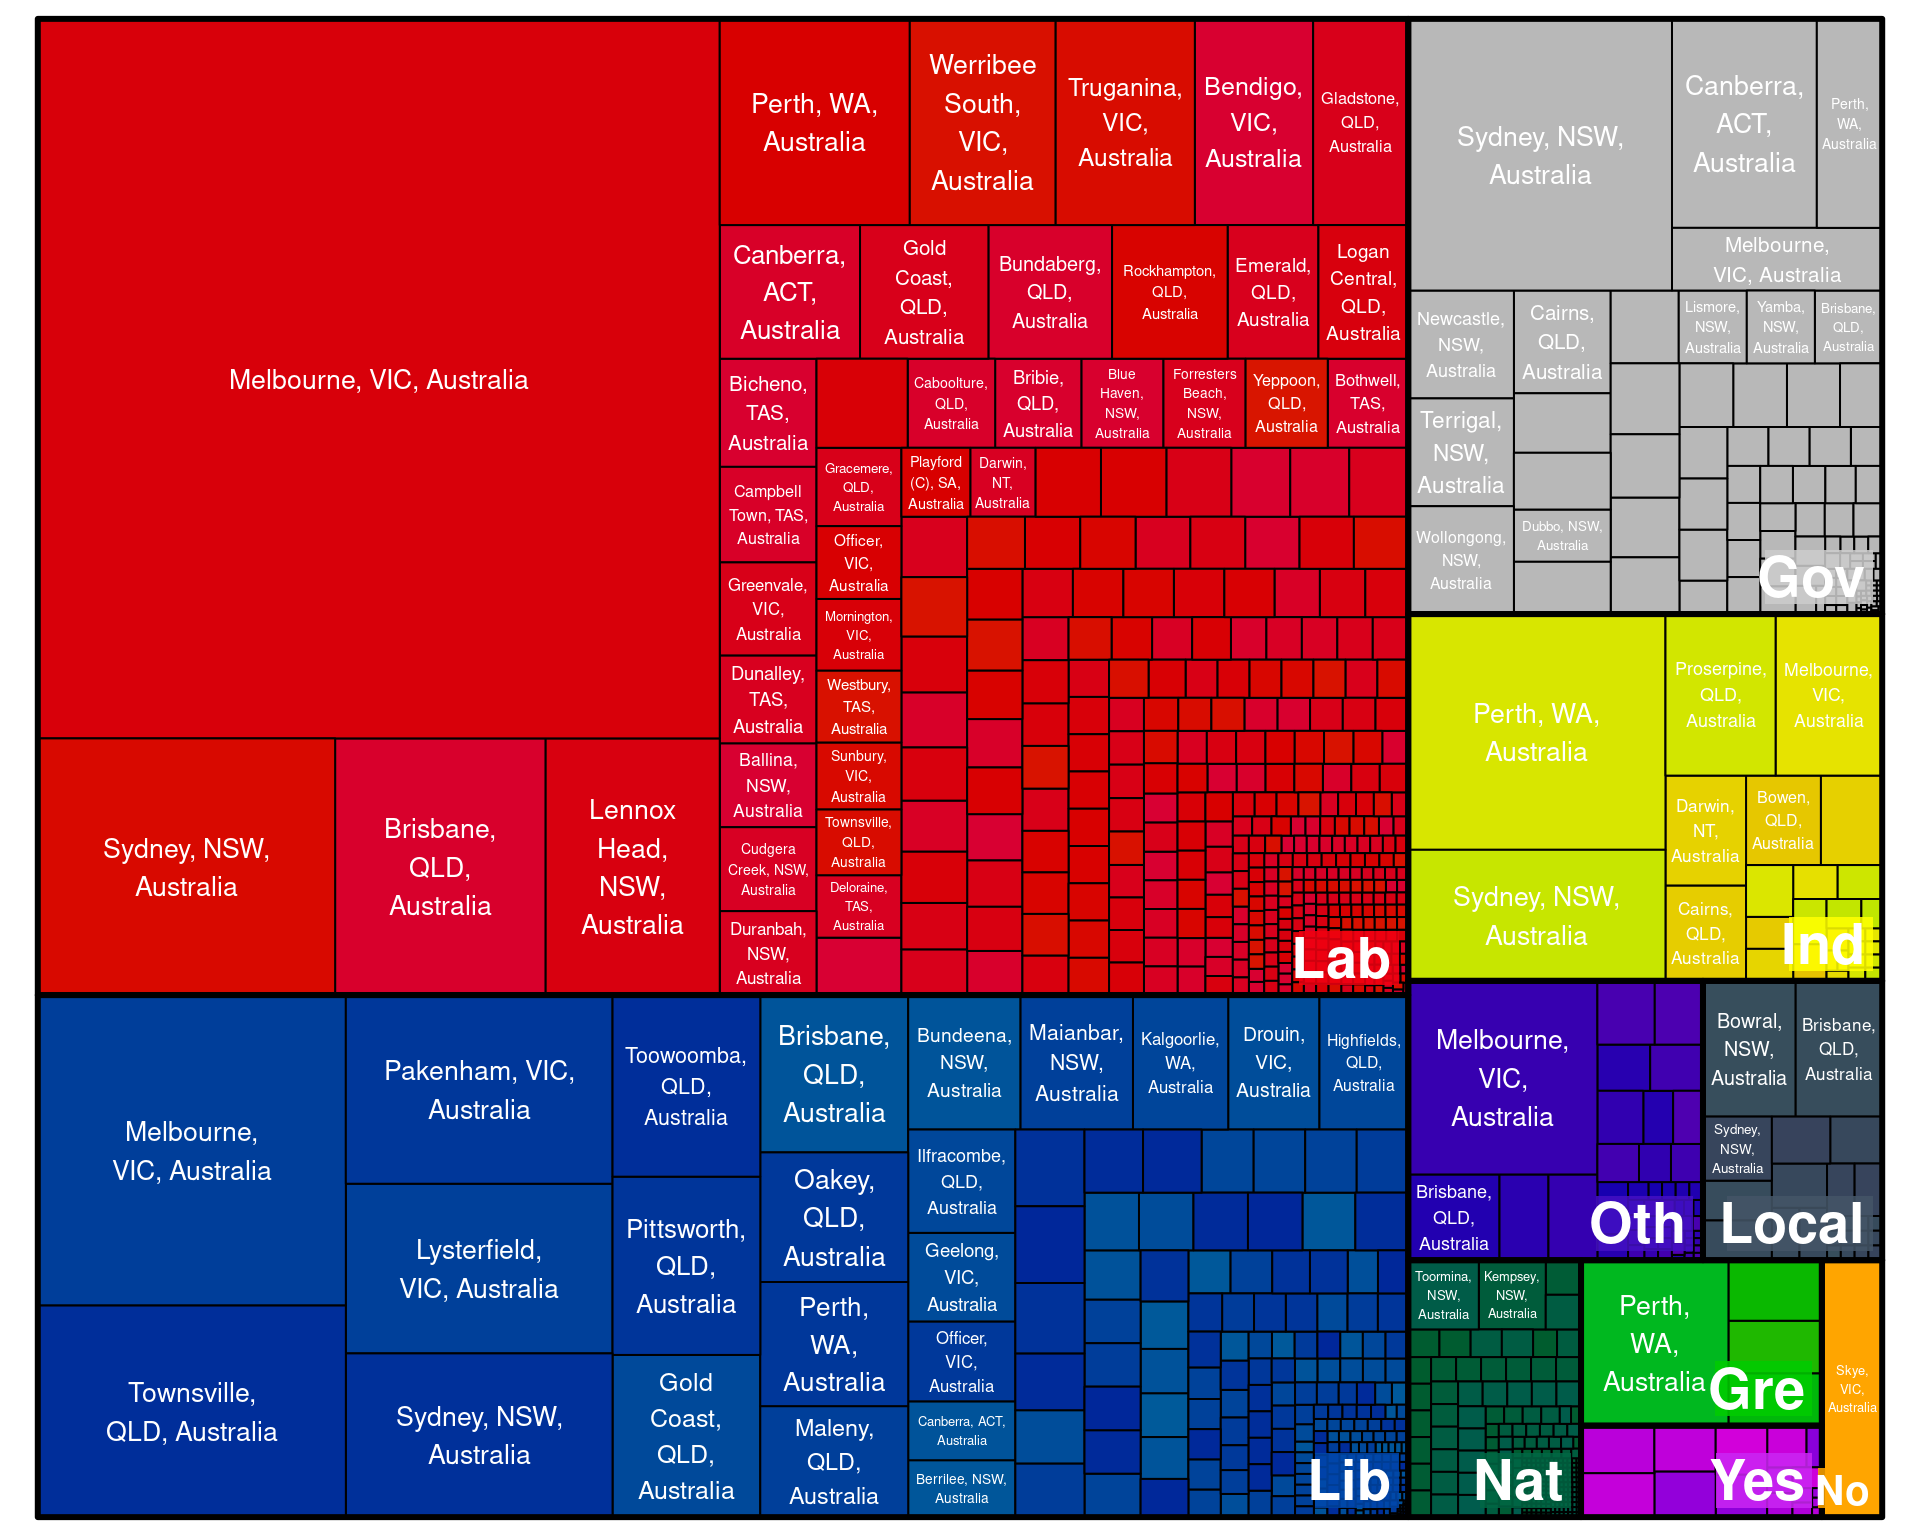 Melbourne, VIC, Australia
Sydney, NSW,
Australia
Brisbane,
QLD,
Australia
Lennox
Head,
NSW,
Australia
Perth, WA,
Australia
Werribee
South,
VIC,
Australia
Truganina,
VIC,
Australia
Bendigo,
VIC,
Australia
Gladstone,
QLD,
Australia
Canberra,
ACT,
Australia
Gold
Coast,
QLD,
Australia
Bundaberg,
QLD,
Australia
Rockhampton,
QLD,
Australia
Emerald,
QLD,
Australia
Logan
Central,
QLD,
Australia
Bicheno,
TAS,
Australia
Campbell
Town, TAS,
Australia
Greenvale,
VIC,
Australia
Dunalley,
TAS,
Australia
Ballina,
NSW,
Australia
Cudgera
Creek, NSW,
Australia
Duranbah,
NSW,
Australia
Caboolture,
QLD,
Australia
Bribie,
QLD,
Australia
Blue
Haven,
NSW,
Australia
Forresters
Beach,
NSW,
Australia
Yeppoon,
QLD,
Australia
Bothwell,
TAS,
Australia
Gracemere,
QLD,
Australia
Officer,
VIC,
Australia
Mornington,
VIC,
Australia
Westbury,
TAS,
Australia
Sunbury,
VIC,
Australia
Townsville,
QLD,
Australia
Deloraine,
TAS,
Australia
Playford
(C), SA,
Australia
Darwin,
NT,
Australia
Lab
Sydney, NSW,
Australia
Canberra,
ACT,
Australia
Perth,
WA,
Australia
Melbourne,
VIC, Australia
Newcastle,
NSW,
Australia
Terrigal,
NSW,
Australia
Wollongong,
NSW,
Australia
Cairns,
QLD,
Australia
Dubbo, NSW,
Australia
Lismore,
NSW,
Australia
Yamba,
NSW,
Australia
Brisbane,
QLD,
Australia
Gov
Perth, WA,
Australia
Sydney, NSW,
Australia
Proserpine,
QLD,
Australia
Melbourne,
VIC,
Australia
Darwin,
NT,
Australia
Cairns,
QLD,
Australia
Bowen,
QLD,
Australia
Ind
Melbourne,
VIC, Australia
Townsville,
QLD, Australia
Pakenham, VIC,
Australia
Lysterfield,
VIC, Australia
Sydney, NSW,
Australia
Toowoomba,
QLD,
Australia
Pittsworth,
QLD,
Australia
Gold
Coast,
QLD,
Australia
Brisbane,
QLD,
Australia
Oakey,
QLD,
Australia
Perth,
WA,
Australia
Maleny,
QLD,
Australia
Bundeena,
NSW,
Australia
Maianbar,
NSW,
Australia
Kalgoorlie,
WA,
Australia
Drouin,
VIC,
Australia
Highfields,
QLD,
Australia
Ilfracombe,
QLD,
Australia
Geelong,
VIC,
Australia
Officer,
VIC,
Australia
Canberra, ACT,
Australia
Berrilee, NSW,
Australia
Lib
Melbourne,
VIC,
Australia
Brisbane,
QLD,
Australia
Oth
Bowral,
NSW,
Australia
Brisbane,
QLD,
Australia
Sydney,
NSW,
Australia
Local
Toormina,
NSW,
Australia
Kempsey,
NSW,
Australia
Nat
Perth,
WA,
Australia
Gre
Yes
Skye,
VIC,
Australia
No